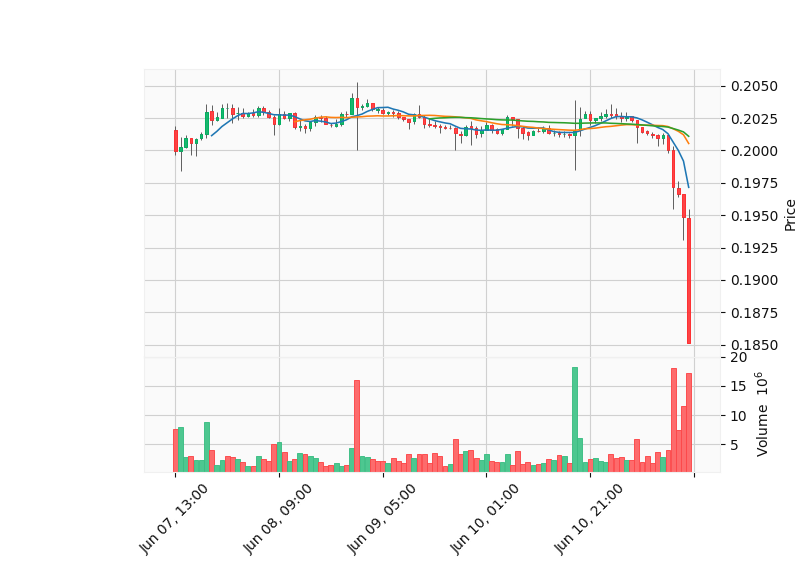 0.2050
0.2025
0.2000
0.1975
0.1950
0.1925
0.1900
0.1875
0.1850
Price
20
15
10
5
Volume 10^6
Jun 07, 13:00
Jun 08, 09:00
Jun 09, 05:00
Jun 10, 01:00
Jun 10, 21:00